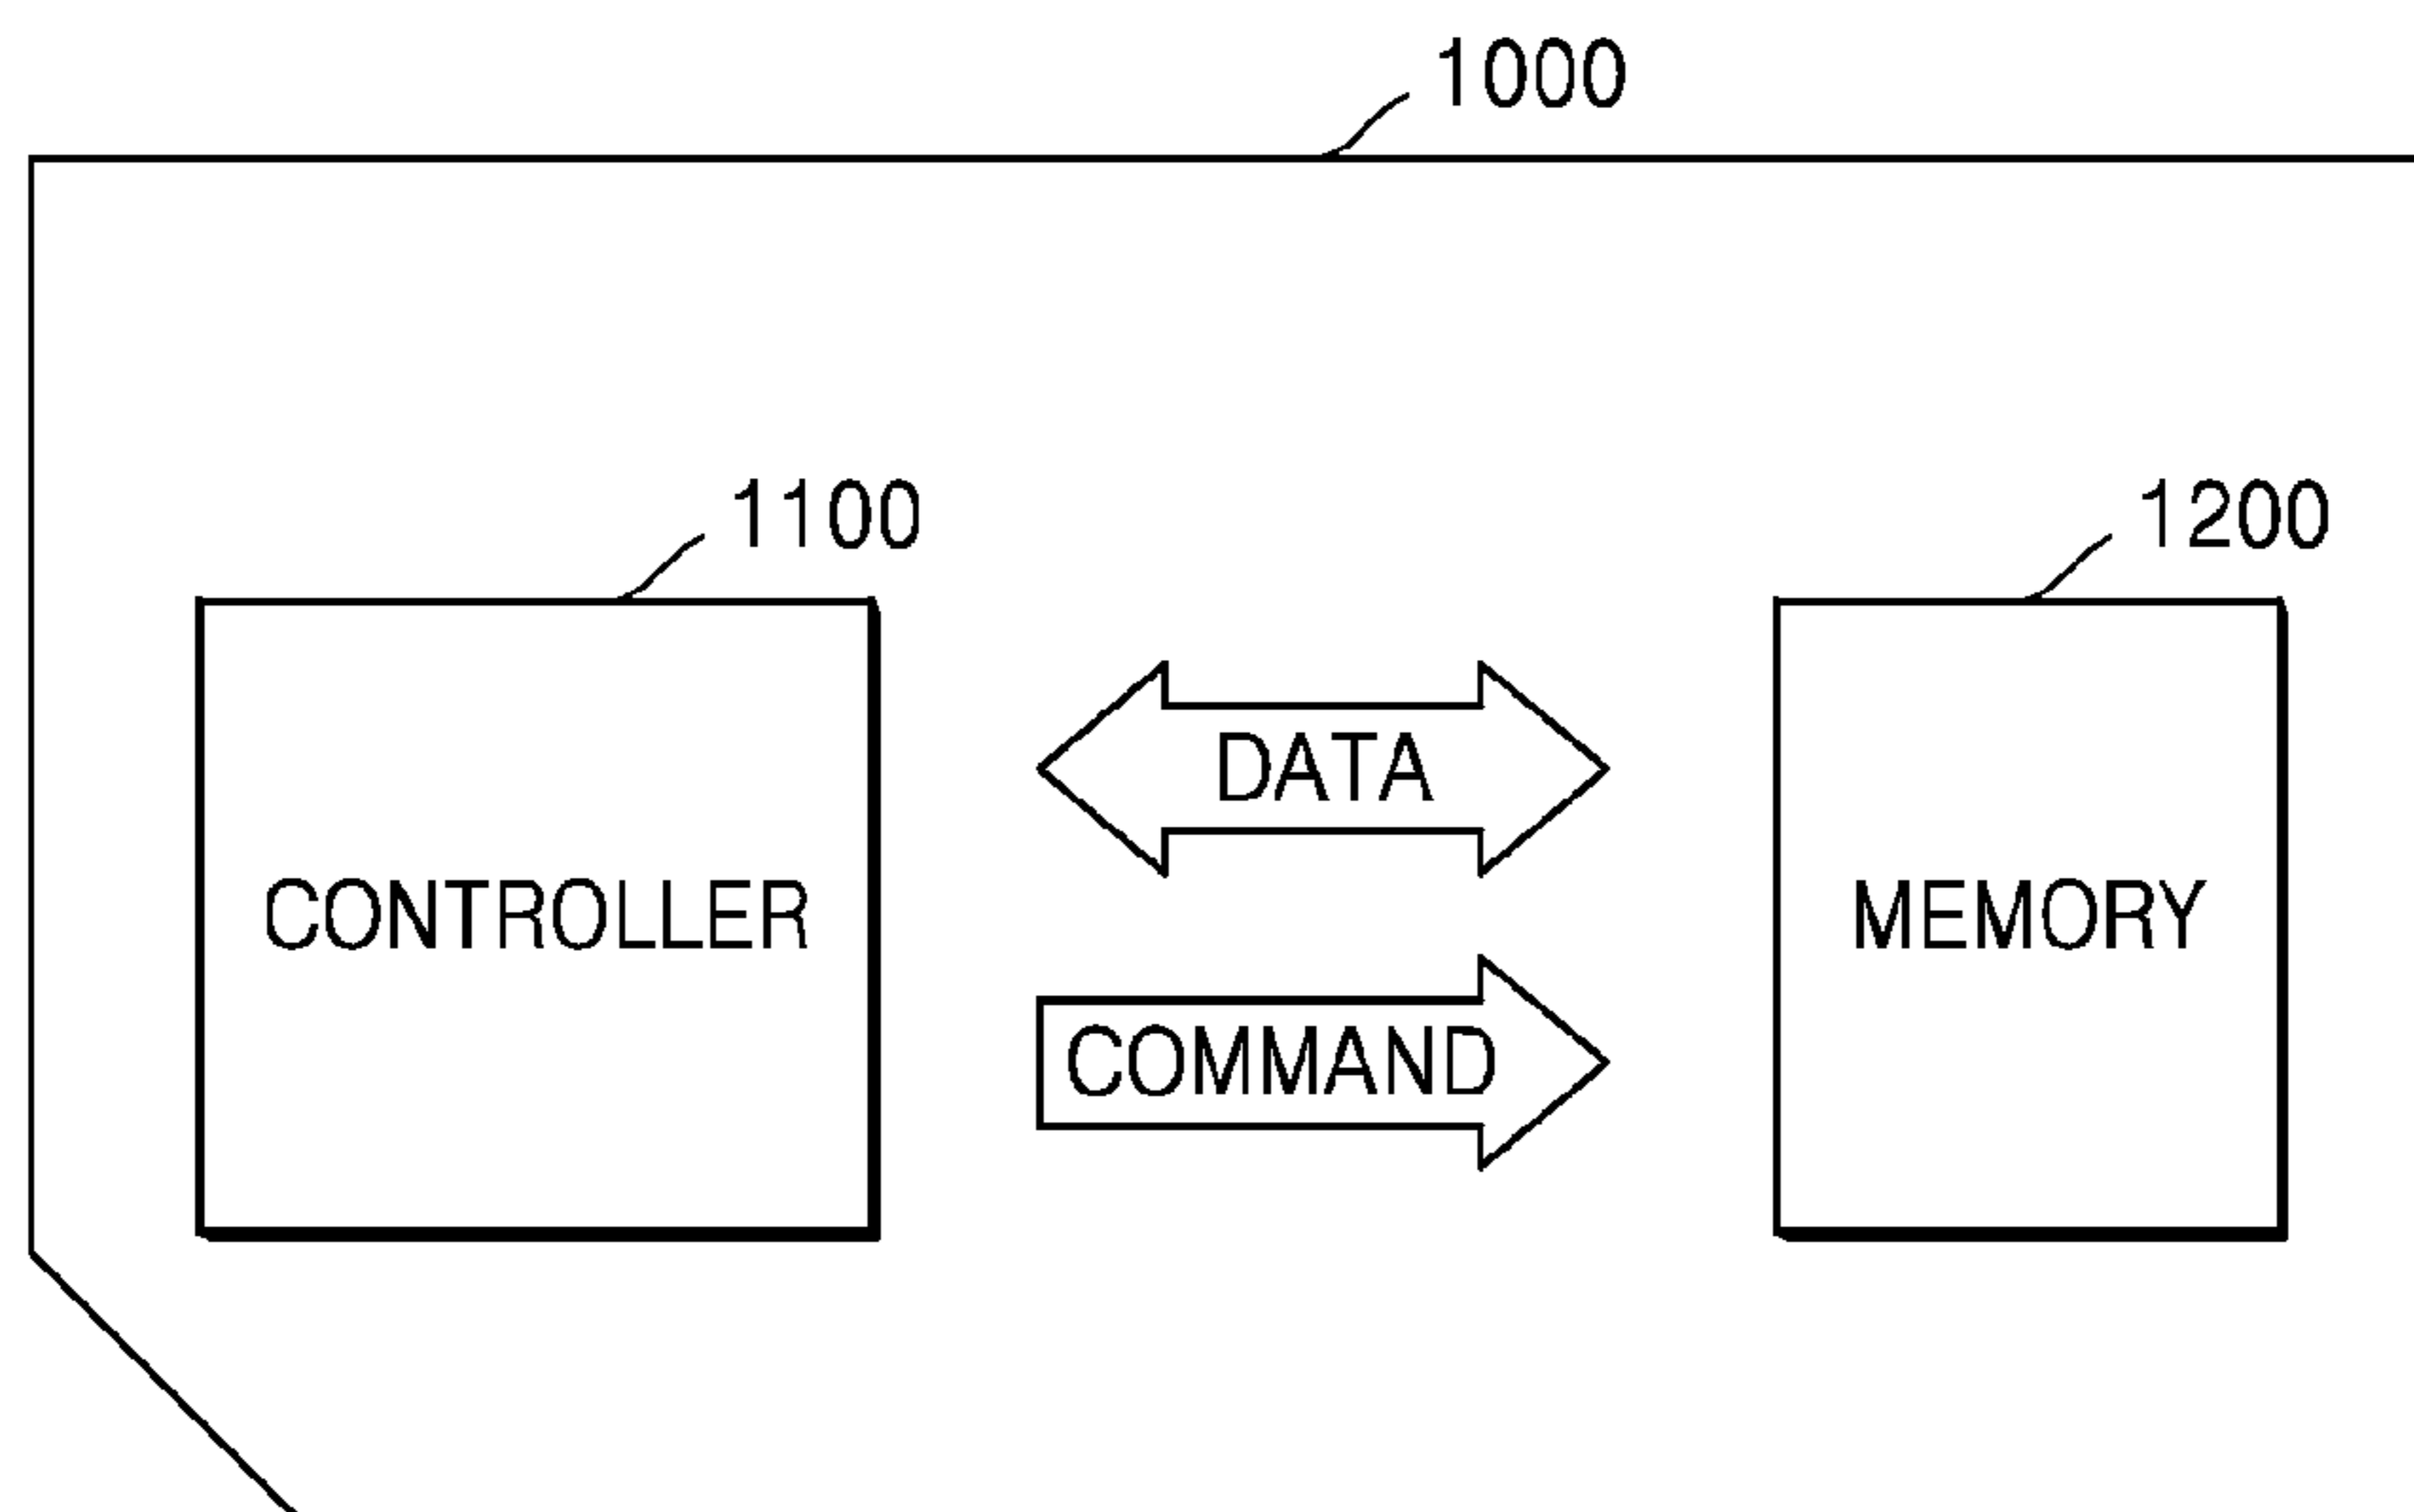 1000
1100
1200
DATA
CONTROLLER
MEMORY
COMMAND